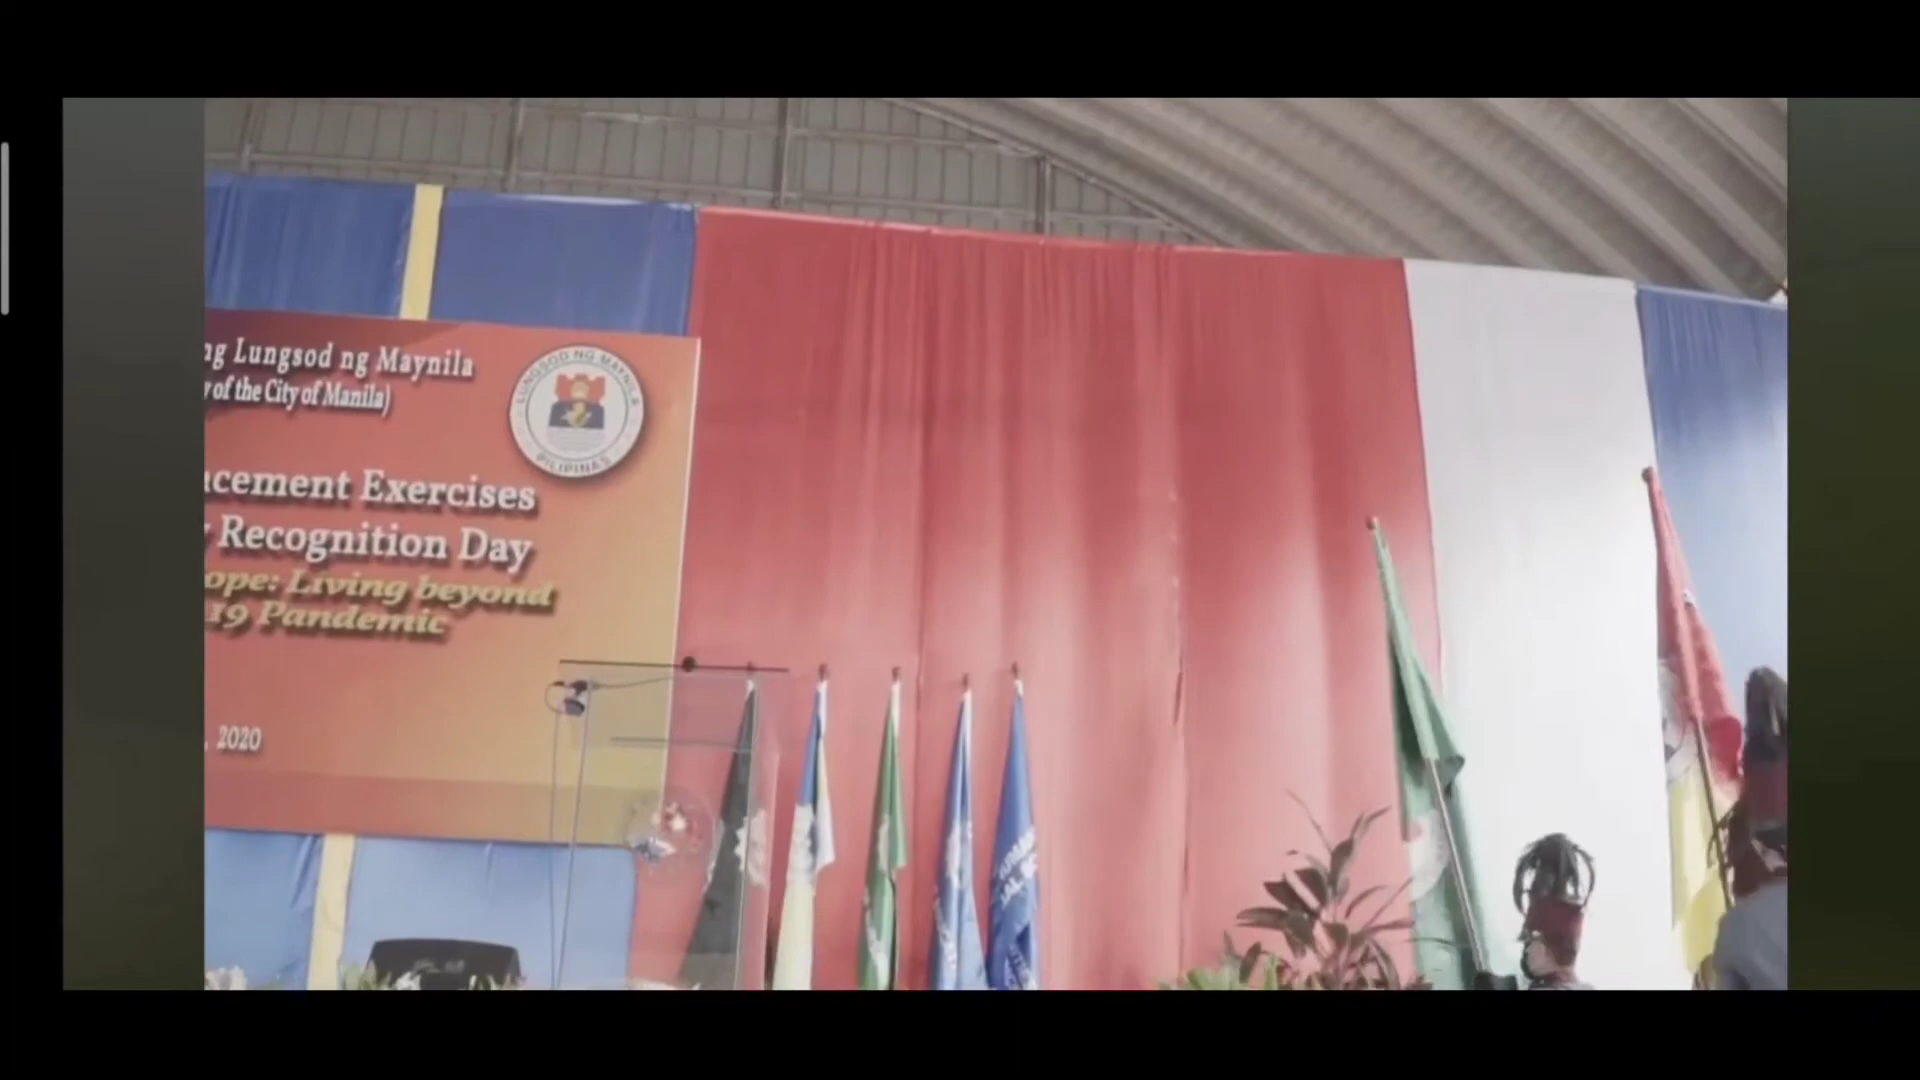 ng Lungsod ng Maynila
y of the City of Manila)
LUNGSOD NG MAYNILA
PILIPINAS
cement Exercises
Recognition Day
ope: Living beyond
19 Pandemic
, 2020